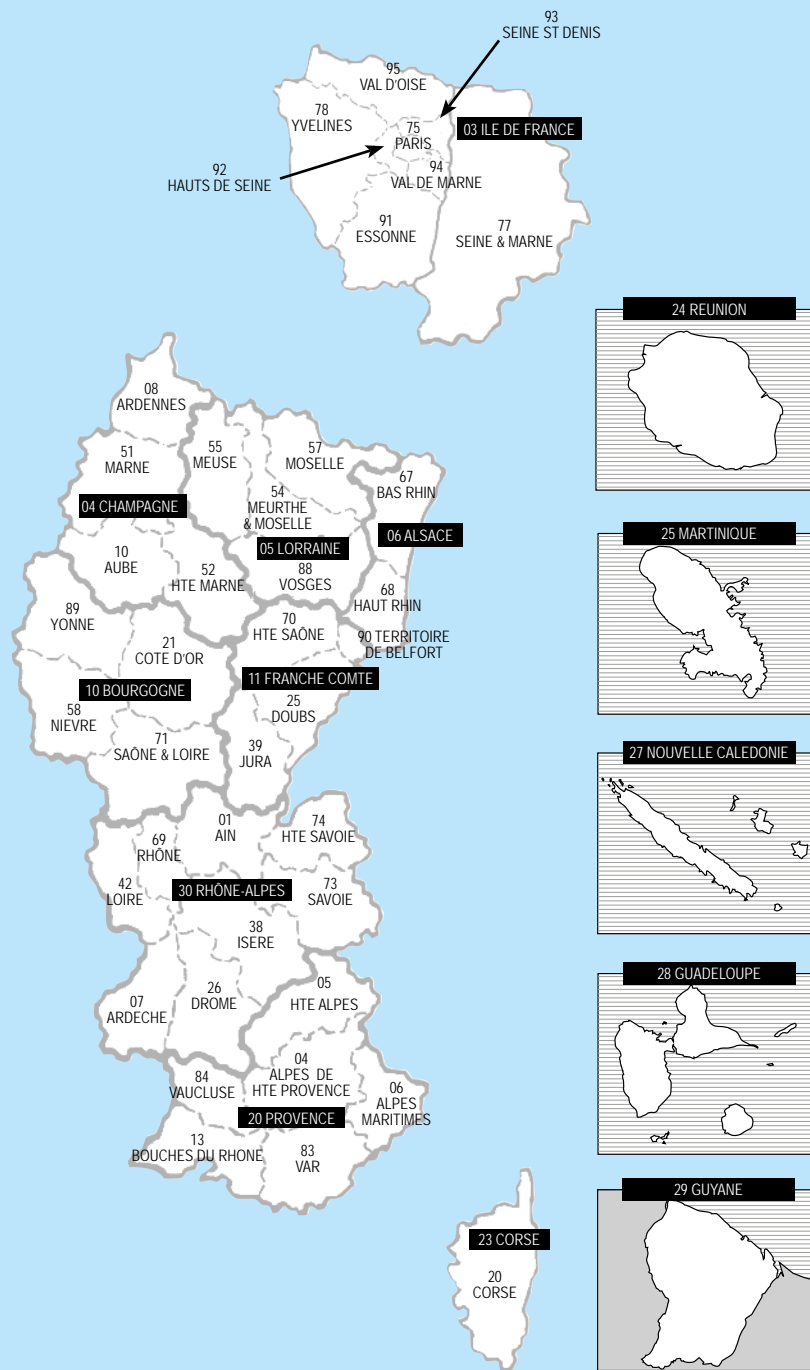 93
SEINE ST DENIS
95
VAL D'OISE
78
YVELINES
75
PARIS
03 ILE DE FRANCE
92
HAUTS DE SEINE
94
VAL DE MARNE
91
ESSONNE
77
SEINE & MARNE
24 REUNION
08
ARDENNES
51
MARNE
55
MEUSE
57
MOSELLE
67
BAS RHIN
54
MEURTHE
& MOSELLE
04 CHAMPAGNE
06 ALSACE
05 LORRAINE
10
AUBE
52
HTE MARNE
88
VOSGES
68
HAUT RHIN
25 MARTINIQUE
89
YONNE
70
HTE SAÔNE
90 TERRITOIRE
DE BELFORT
21
COTE D'OR
10 BOURGOGNE
11 FRANCHE COMTE
58
NIEVRE
25
DOUBS
71
SAÔNE & LOIRE
39
JURA
27 NOUVELLE CALEDONIE
01
AIN
74
HTE SAVOIE
69
RHÔNE
42
LOIRE
30 RHÔNE-ALPES
73
SAVOIE
38
ISERE
07
ARDECHE
26
DROME
05
HTE ALPES
28 GUADELOUPE
84
VAUCLUSE
04
ALPES DE
HTE PROVENCE
06
ALPES
MARITIMES
20 PROVENCE
13
BOUCHES DU RHONE
83
VAR
29 GUYANE
23 CORSE
20
CORSE